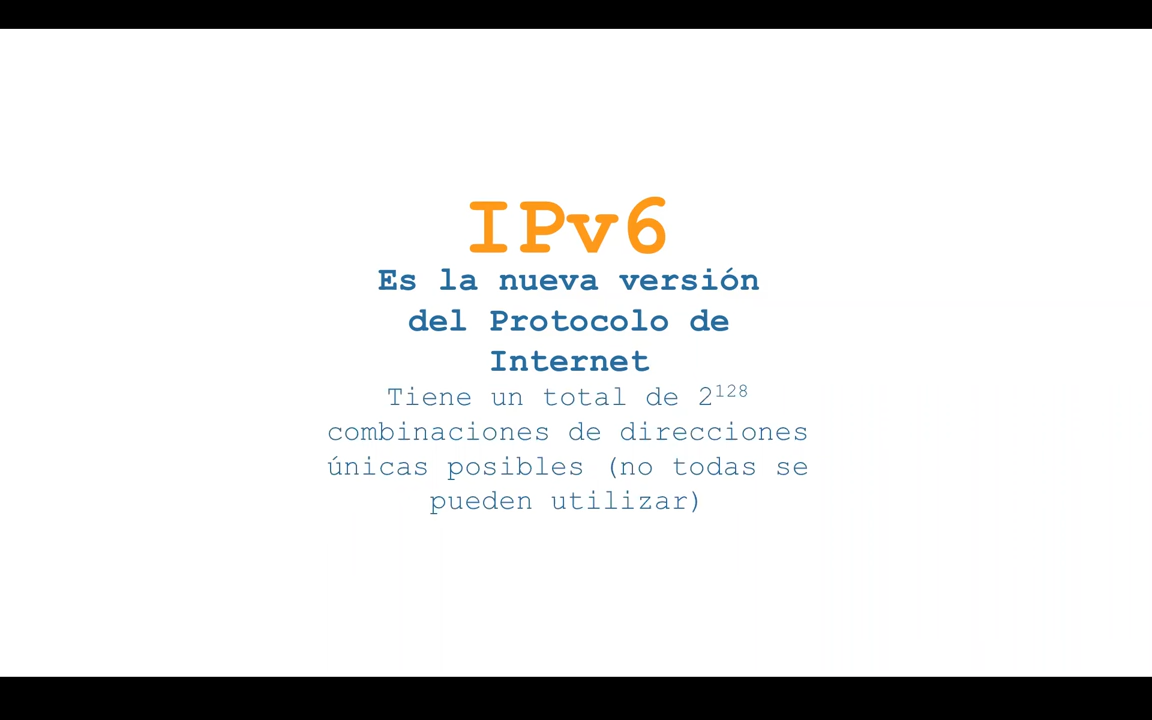 IPv6
Es la nueva versión
del Protocolo de
Internet
Tiene un total de 2¹²⁸
combinaciones de direcciones
únicas posibles (no todas se
pueden utilizar)